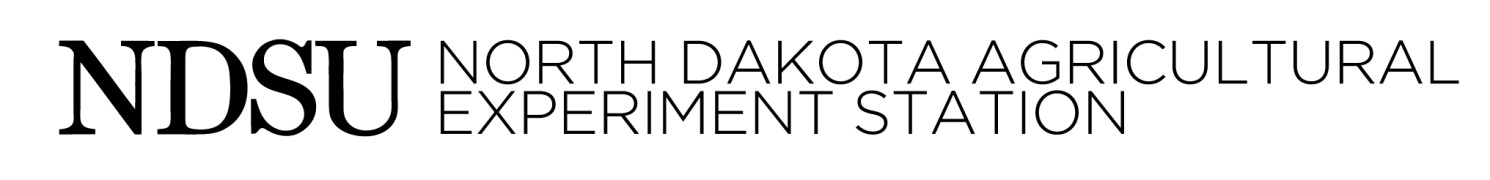 NDSU NORTH DAKOTA AGRICULTURAL
EXPERIMENT STATION